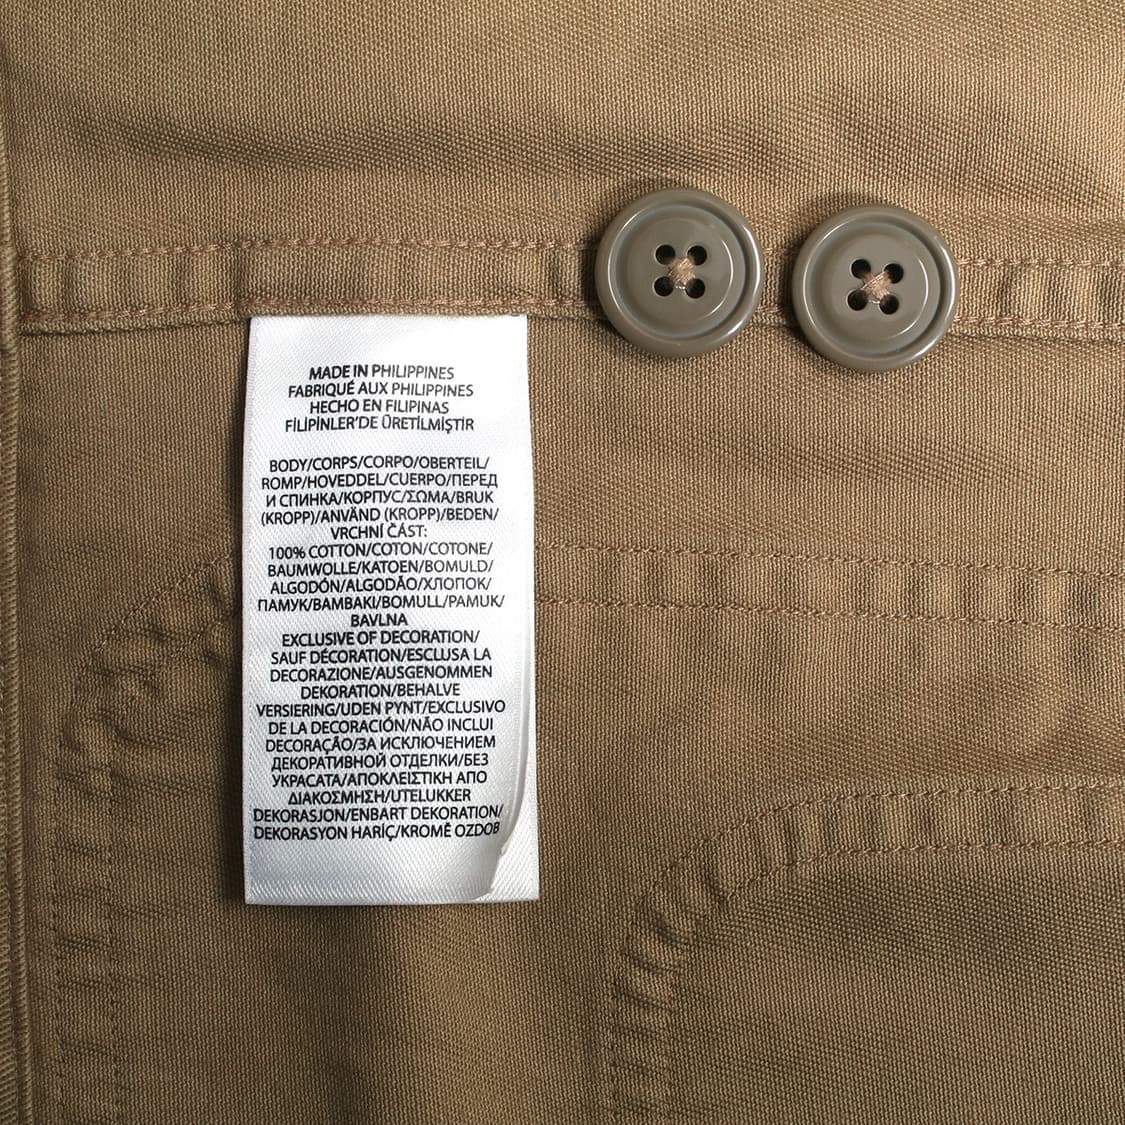 MADE IN PHILIPPINES
FABRIQUÉ AUX PHILIPPINES
HECHO EN FILIPINAS
FİLİPİNLER'DE ÜRETİLMİŞTİR
BODY/CORPS/CORPO/OBERTEIL/
ROMP/HOVEDDEL/CUERPO/ПЕРЕД
И СПИНКА/КОРПУС/ΣΩΜΑ/BRUK
(KROPP)/ANVÄND (KROPP)/BEDEN/
VRCHNÍ ČÁST:
100% COTTON/COTON/COTONE/
BAUMWOLLE/KATOEN/BOMULD/
ALGODÓN/ALGODÃO/ХЛОПОК/
ПАМУК/ΒΑΜΒΑΚΙ/BOMULL/PAMUK/
BAVLNA
EXCLUSIVE OF DECORATION/
SAUF DÉCORATION/ESCLUSA LA
DECORAZIONE/AUSGENOMMEN
DEKORATION/BEHALVE
VERSIERING/UDEN PYNT/EXCLUSIVO
DE LA DECORACIÓN/NÃO INCLUI
DECORAÇÃO/ЗА ИСКЛЮЧЕНИЕМ
ДЕКОРАТИВНОЙ ОТДЕЛКИ/БЕЗ
УКРАСАТА/ΑΠΟΚΛΕΙΣΤΙΚΗ ΑΠΟ
ΔΙΑΚΟΣΜΗΣΗ/UTELUKKER
DEKORASJON/ENBART DEKORATION/
DEKORASYON HARİÇ/KROMĚ OZDOB